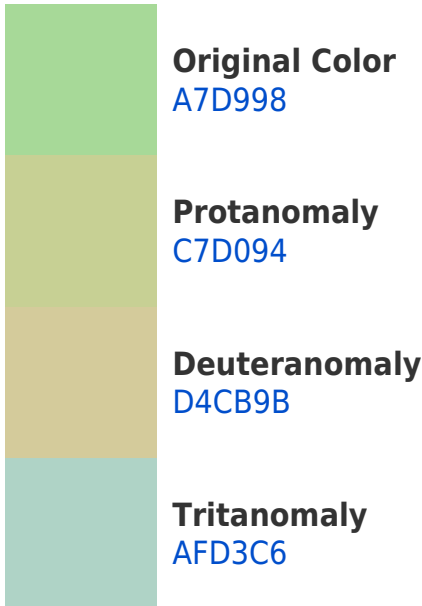 Original Color
A7D998
Protanomaly
C7D094
Deuteranomaly
D4CB9B
Tritanomaly
AFD3C6